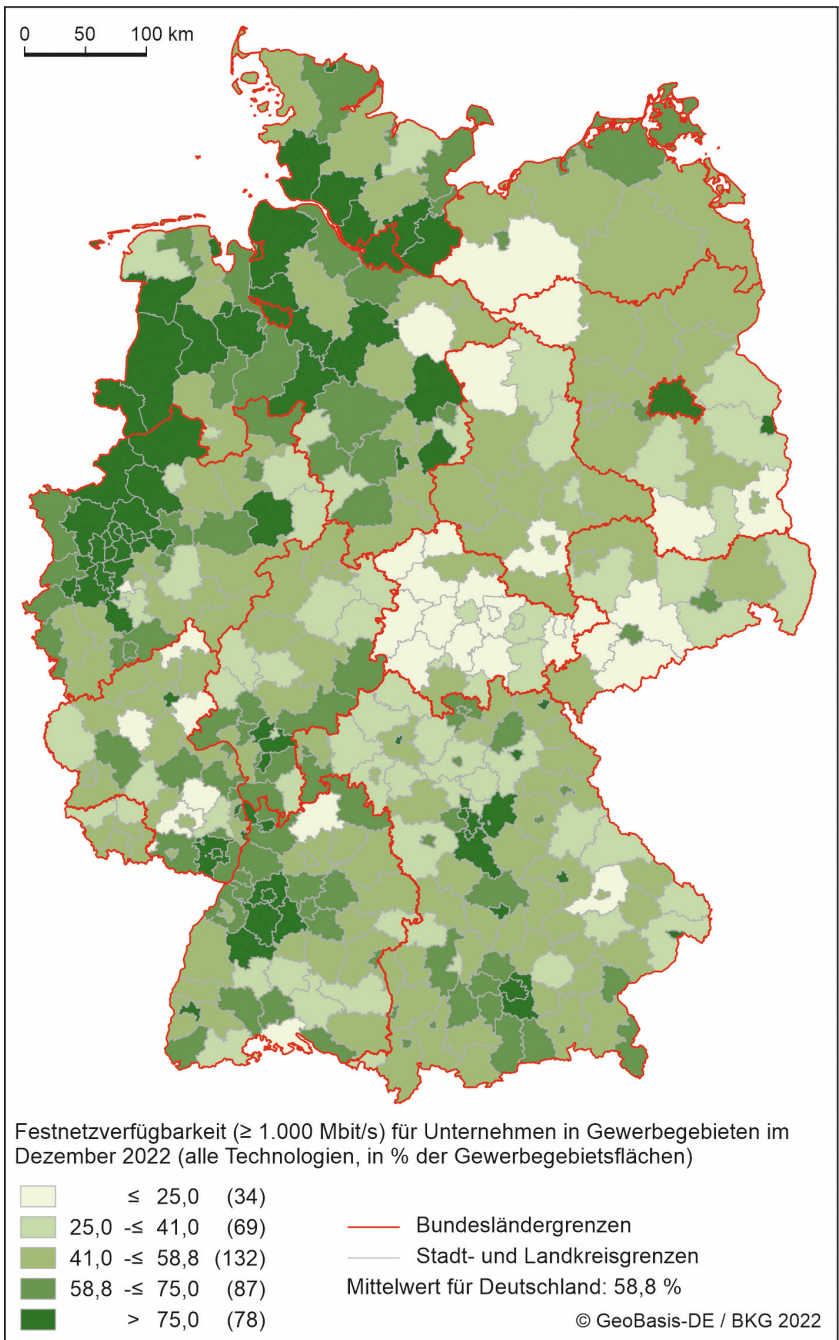 0 50 100 km
Festnetzverfügbarkeit (≥ 1.000 Mbit/s) für Unternehmen in Gewerbegebieten im
Dezember 2022 (alle Technologien, in % der Gewerbegebietsflächen)
≤ 25,0 (34)
25,0 -≤ 41,0 (69)
41,0 -≤ 58,8 (132)
58,8 -≤ 75,0 (87)
> 75,0 (78)
Bundesländergrenzen
Stadt- und Landkreisgrenzen
Mittelwert für Deutschland: 58,8 %
© GeoBasis-DE / BKG 2022